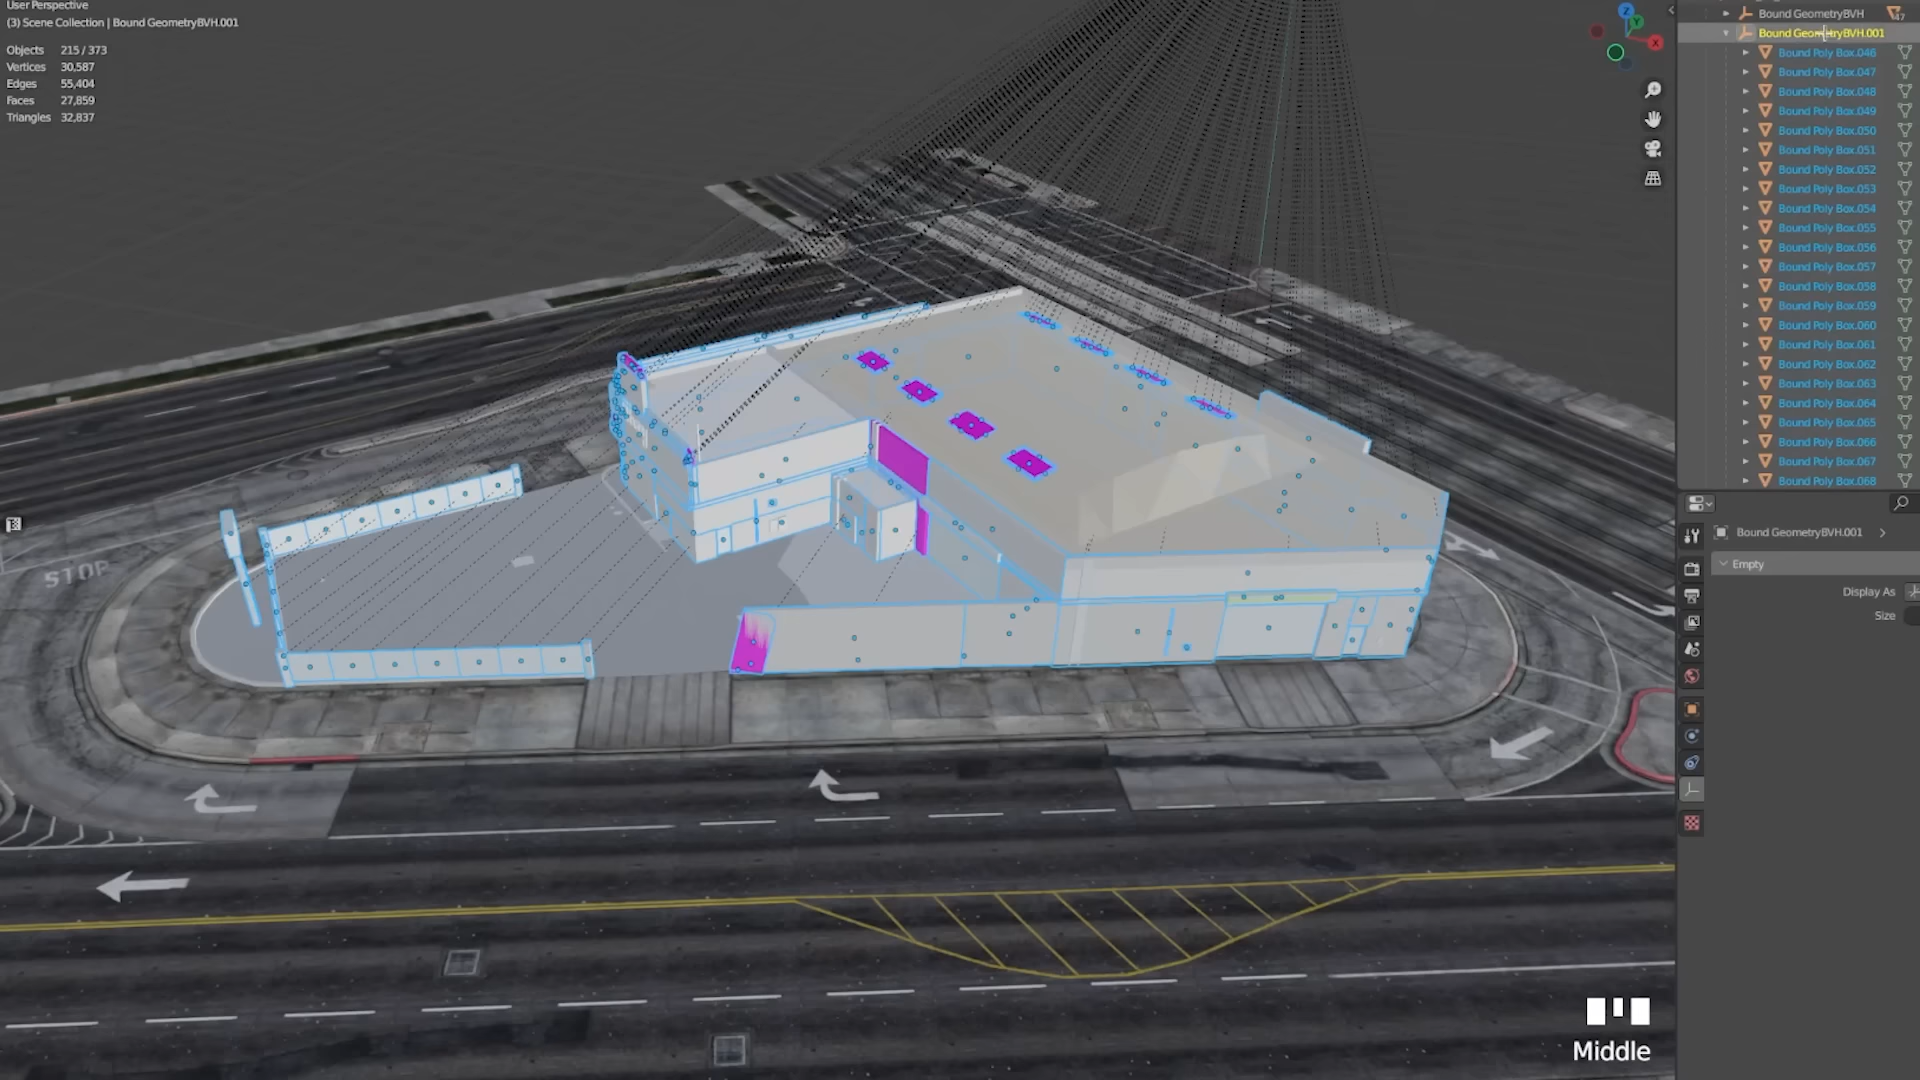 User Perspective
(3) Scene Collection | Bound GeometryBVH.001
Objects 215 / 373
Vertices 30,587
Edges 55,404
Faces 27,859
Triangles 32,837
Z
Y
X
STOP
Bound GeometryBVH
47
Bound GeometryBVH.001
Bound Poly Box.046
Bound Poly Box.047
Bound Poly Box.048
Bound Poly Box.049
Bound Poly Box.050
Bound Poly Box.051
Bound Poly Box.052
Bound Poly Box.053
Bound Poly Box.054
Bound Poly Box.055
Bound Poly Box.056
Bound Poly Box.057
Bound Poly Box.058
Bound Poly Box.059
Bound Poly Box.060
Bound Poly Box.061
Bound Poly Box.062
Bound Poly Box.063
Bound Poly Box.064
Bound Poly Box.065
Bound Poly Box.066
Bound Poly Box.067
Bound Poly Box.068
Bound GeometryBVH.001
Empty
Display As
Size
Middle